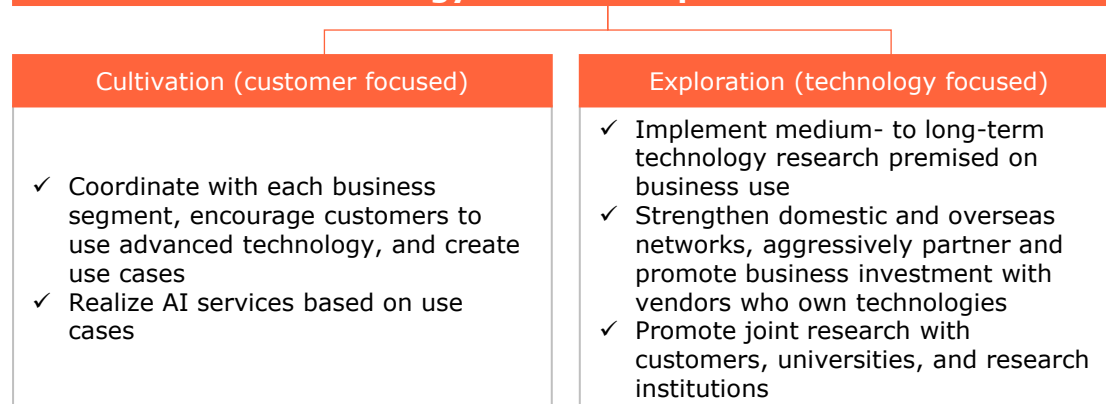 Cultivation (customer focused)
✓ Coordinate with each business
segment, encourage customers to
use advanced technology, and create
use cases
✓ Realize AI services based on use
cases
Exploration (technology focused)
✓ Implement medium- to long-term
technology research premised on
business use
✓ Strengthen domestic and overseas
networks, aggressively partner and
promote business investment with
vendors who own technologies
✓ Promote joint research with
customers, universities, and research
institutions